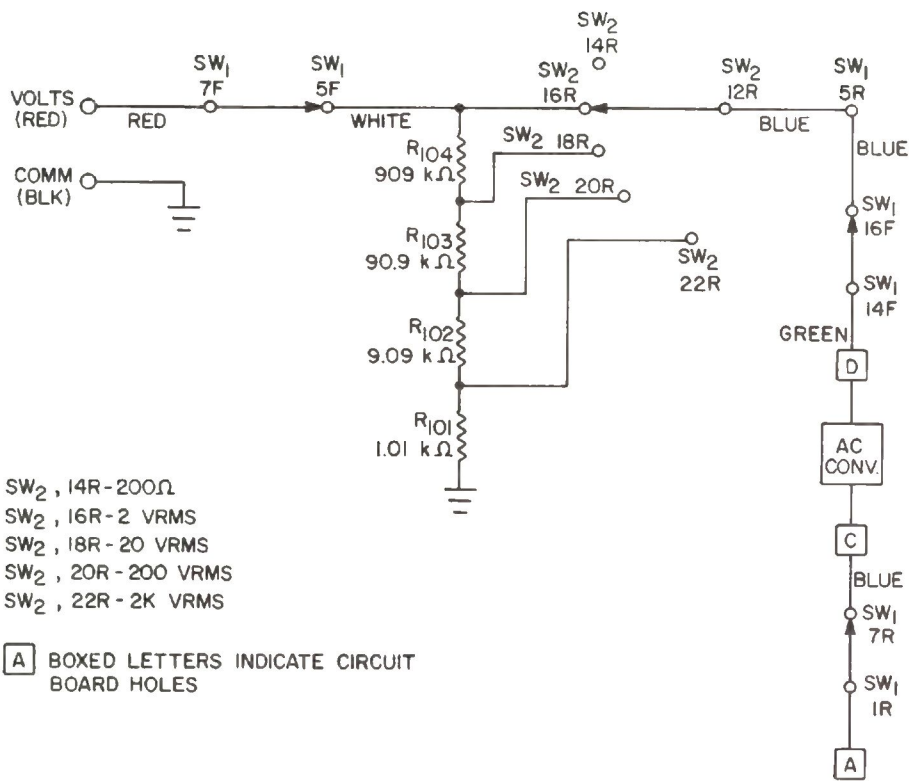 SW2
14R
SW1
7F
SW1
5F
SW2
16R
SW2
12R
SW1
5R
VOLTS
(RED)
RED
WHITE
BLUE
BLUE
COMM
(BLK)
R104
909 kΩ
SW2 18R
SW2 20R
SW2
22R
R103
90.9 kΩ
SW1
16F
SW1
14F
GREEN
D
R102
9.09 kΩ
R101
1.01 kΩ
AC
CONV.
C
BLUE
SW1
7R
SW1
1R
A
SW2, 14R-200Ω
SW2, 16R-2 VRMS
SW2, 18R-20 VRMS
SW2, 20R-200 VRMS
SW2, 22R-2K VRMS
A BOXED LETTERS INDICATE CIRCUIT
BOARD HOLES